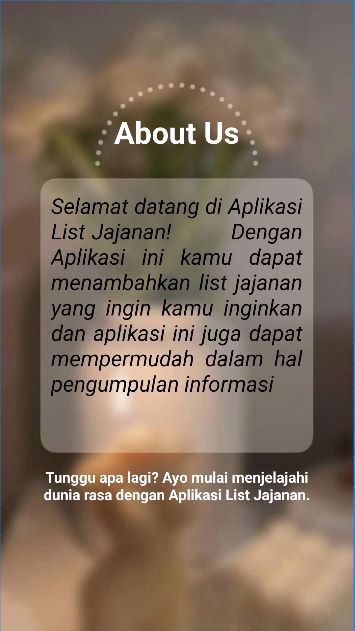 About Us
Selamat datang di Aplikasi
List Jajanan! Dengan
Aplikasi ini kamu dapat
menambahkan list jajanan
yang ingin kamu inginkan
dan aplikasi ini juga dapat
mempermudah dalam hal
pengumpulan informasi
Tunggu apa lagi? Ayo mulai menjelajahi
dunia rasa dengan Aplikasi List Jajanan.